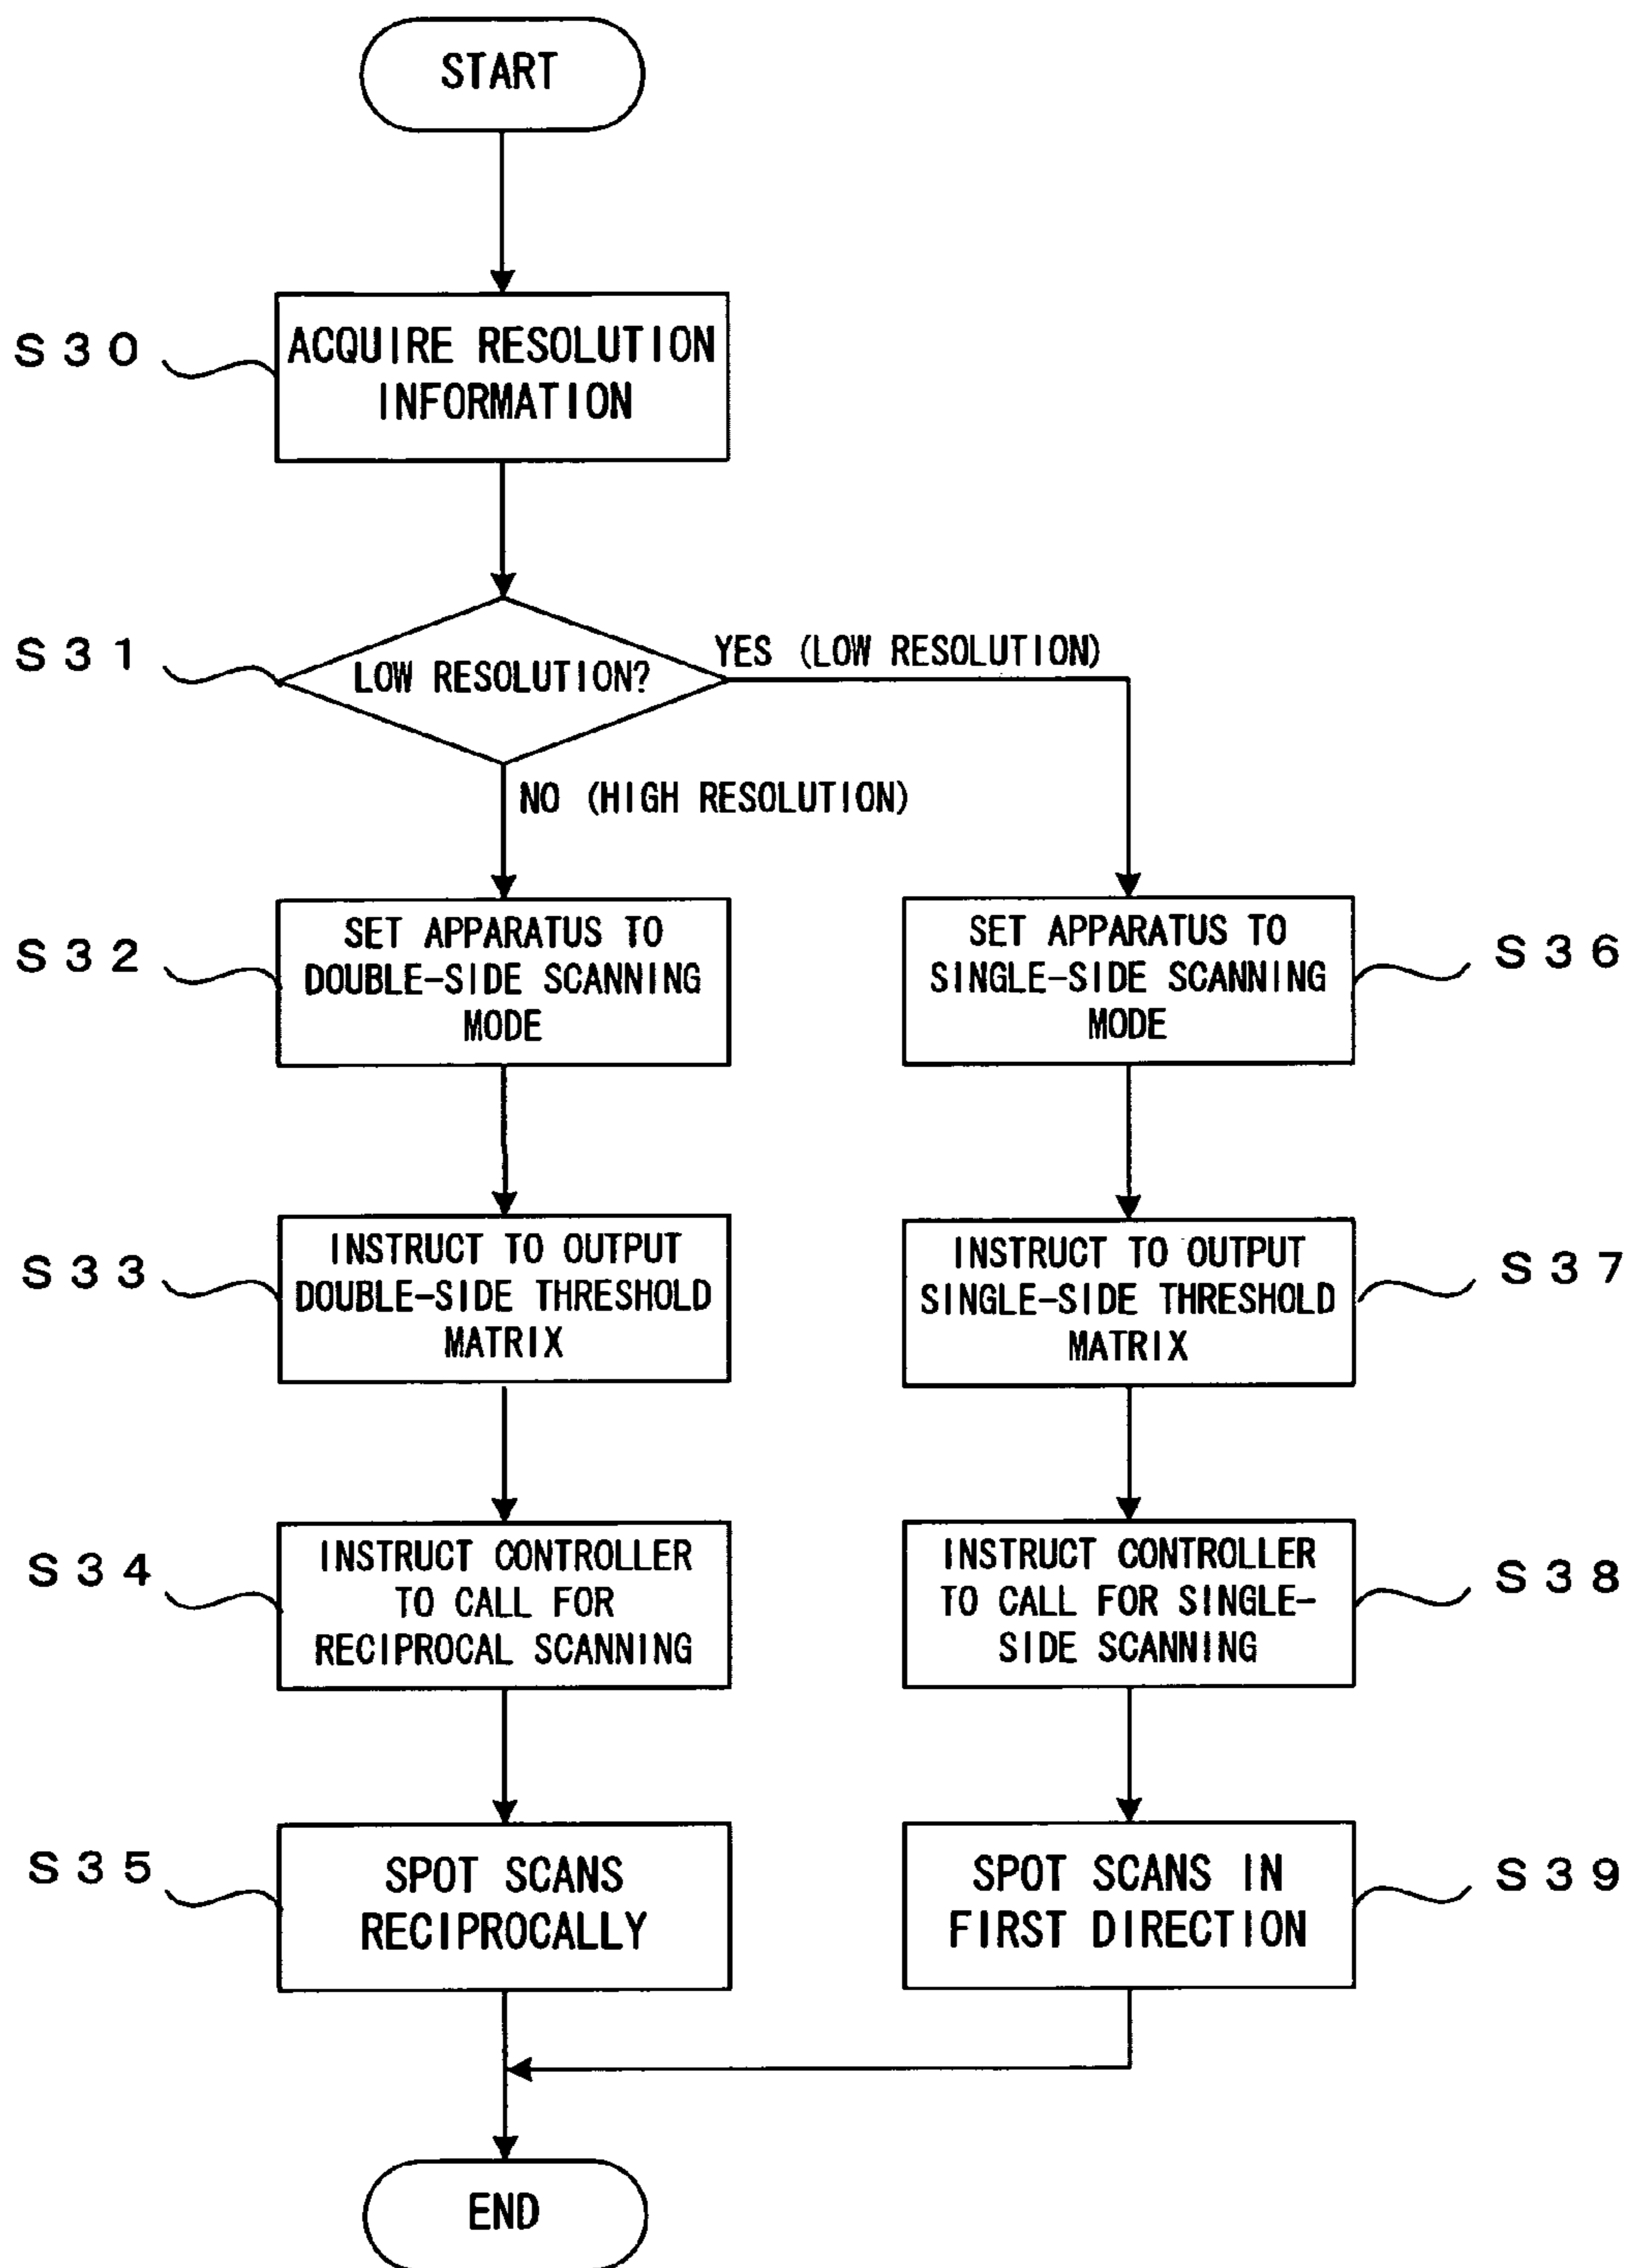 START
S30
ACQUIRE RESOLUTION
INFORMATION
S31
LOW RESOLUTION?
YES (LOW RESOLUTION)
NO (HIGH RESOLUTION)
S32
SET APPARATUS TO
DOUBLE-SIDE SCANNING
MODE
SET APPARATUS TO
SINGLE-SIDE SCANNING
MODE
S36
S33
INSTRUCT TO OUTPUT
DOUBLE-SIDE THRESHOLD
MATRIX
INSTRUCT TO OUTPUT
SINGLE-SIDE THRESHOLD
MATRIX
S37
S34
INSTRUCT CONTROLLER
TO CALL FOR
RECIPROCAL SCANNING
INSTRUCT CONTROLLER
TO CALL FOR SINGLE-
SIDE SCANNING
S38
S35
SPOT SCANS
RECIPROCALLY
SPOT SCANS IN
FIRST DIRECTION
S39
END